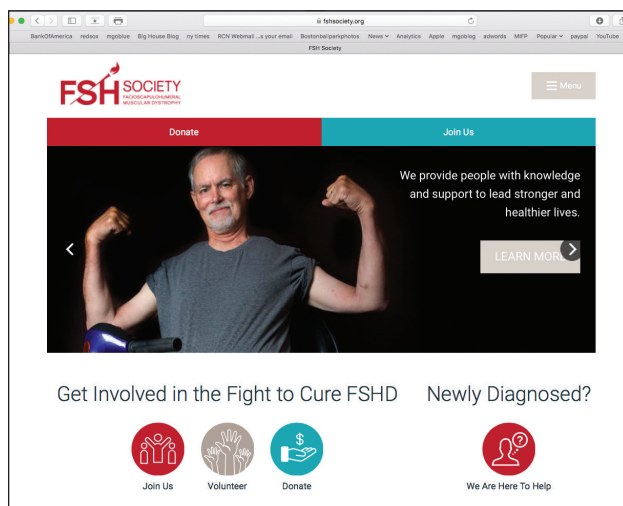 fshsociety.org
BankOfAmerica redsox mgoblue Big House Blog ny times RCN Webmail ...s your email Bostonballparkphotos News Analytics Apple mgoblog adwords MIFP Popular paypal YouTube
FSH Society
FSH SOCIETY
FACIOSCAPULOHUMERAL
MUSCULAR DYSTROPHY
Menu
Donate Join Us
We provide people with knowledge
and support to lead stronger and
healthier lives.
LEARN MORE
Get Involved in the Fight to Cure FSHD Newly Diagnosed?
Join Us Volunteer Donate We Are Here To Help